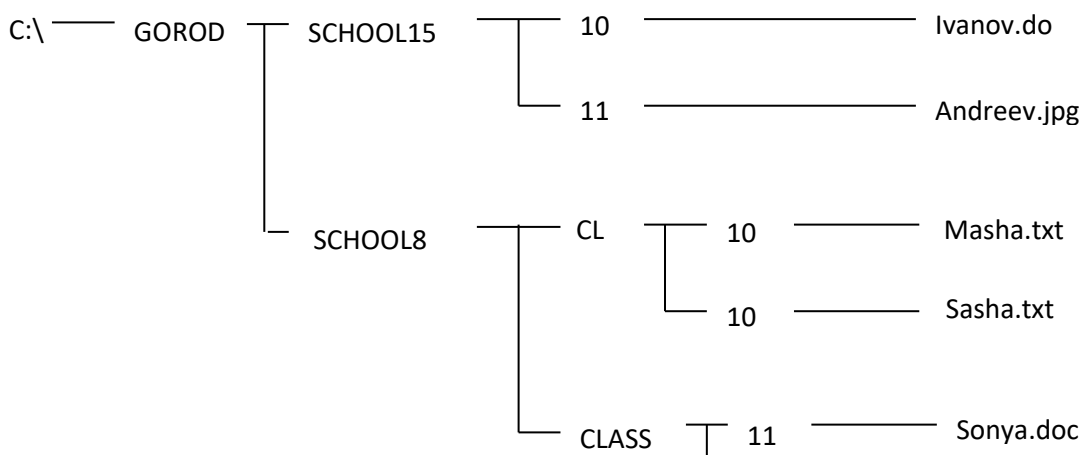 C:\ GOROD SCHOOL15 10 Ivanov.do
11 Andreev.jpg
SCHOOL8 CL 10 Masha.txt
10 Sasha.txt
CLASS 11 Sonya.doc